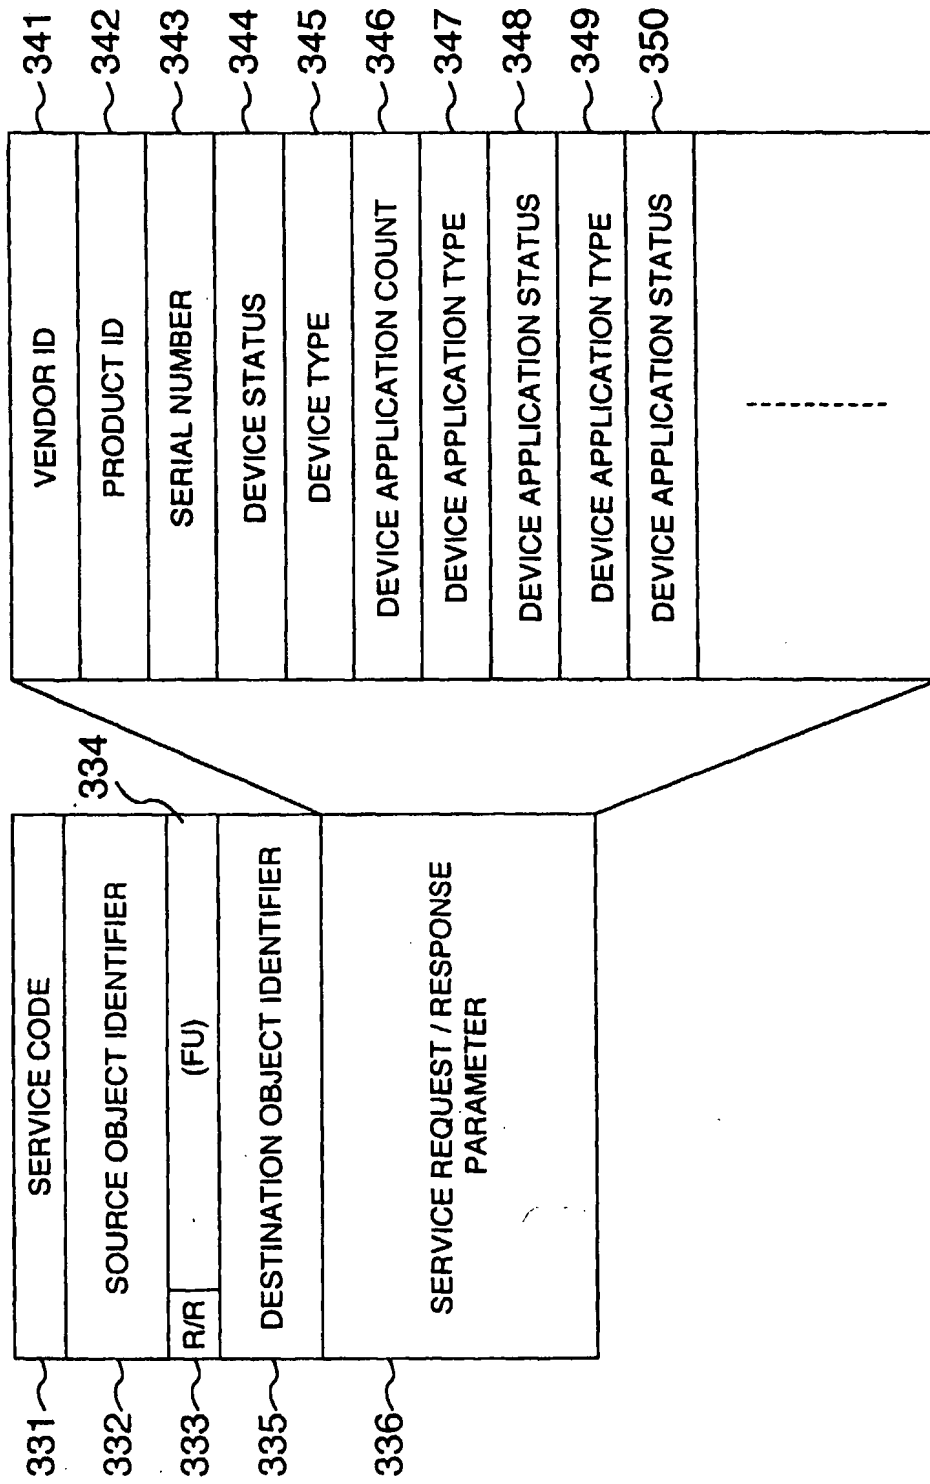 331
SERVICE CODE
332
SOURCE OBJECT IDENTIFIER
333
R/R
(FU)
334
335
DESTINATION OBJECT IDENTIFIER
336
SERVICE REQUEST / RESPONSE
PARAMETER
VENDOR ID
341
PRODUCT ID
342
SERIAL NUMBER
343
DEVICE STATUS
344
DEVICE TYPE
345
DEVICE APPLICATION COUNT
346
DEVICE APPLICATION TYPE
347
DEVICE APPLICATION STATUS
348
DEVICE APPLICATION TYPE
349
DEVICE APPLICATION STATUS
350